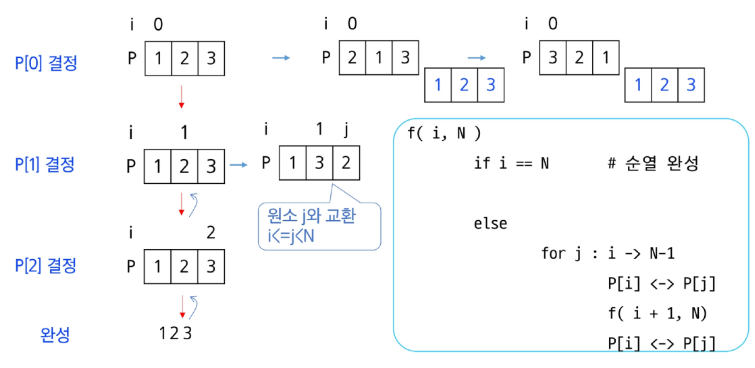 i 0
P[0] 결정
P 1 2 3
i 0
P 2 1 3
1 2 3
i 0
P 3 2 1
1 2 3
i 1
P[1] 결정
P 1 2 3
i 1 j
P 1 3 2
원소 j와 교환
i<=j<N
i 2
P[2] 결정
P 1 2 3
완성
1 2 3
f( i, N )
if i == N # 순열 완성
else
for j : i -> N-1
P[i] <-> P[j]
f( i + 1, N)
P[i] <-> P[j]